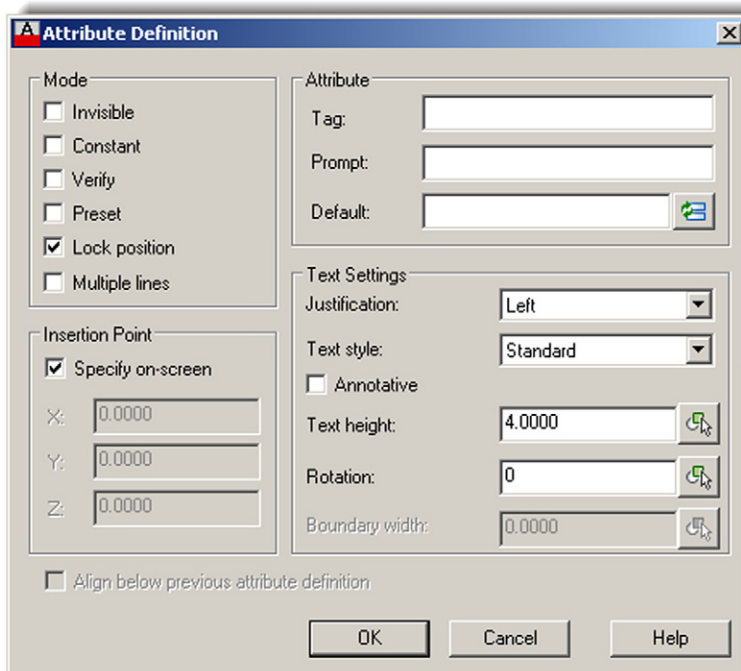 Attribute Definition
Mode
Invisible
Constant
Verify
Preset
Lock position
Multiple lines
Insertion Point
Specify on-screen
X: 0.0000
Y: 0.0000
Z: 0.0000
Attribute
Tag:
Prompt:
Default:
Text Settings
Justification: Left
Text style: Standard
Annotative
Text height: 4.0000
Rotation: 0
Boundary width: 0.0000
Align below previous attribute definition
OK Cancel Help